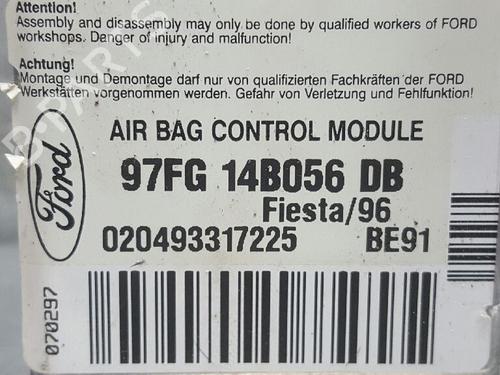 Attention!
Assembly and disassembly may only be done by qualified workers of FORD
workshops. Danger of injury and malfunction!
Achtung!
Montage und Demontage darf nur von qualifizierten Fachkräften der FORD
Werkstätten vorgenommen werden. Gefahr von Verletzung und Fehlfunktion!
Ford
AIR BAG CONTROL MODULE
97FG 14B056 DB
Fiesta/96
020493317225 BE91
070297